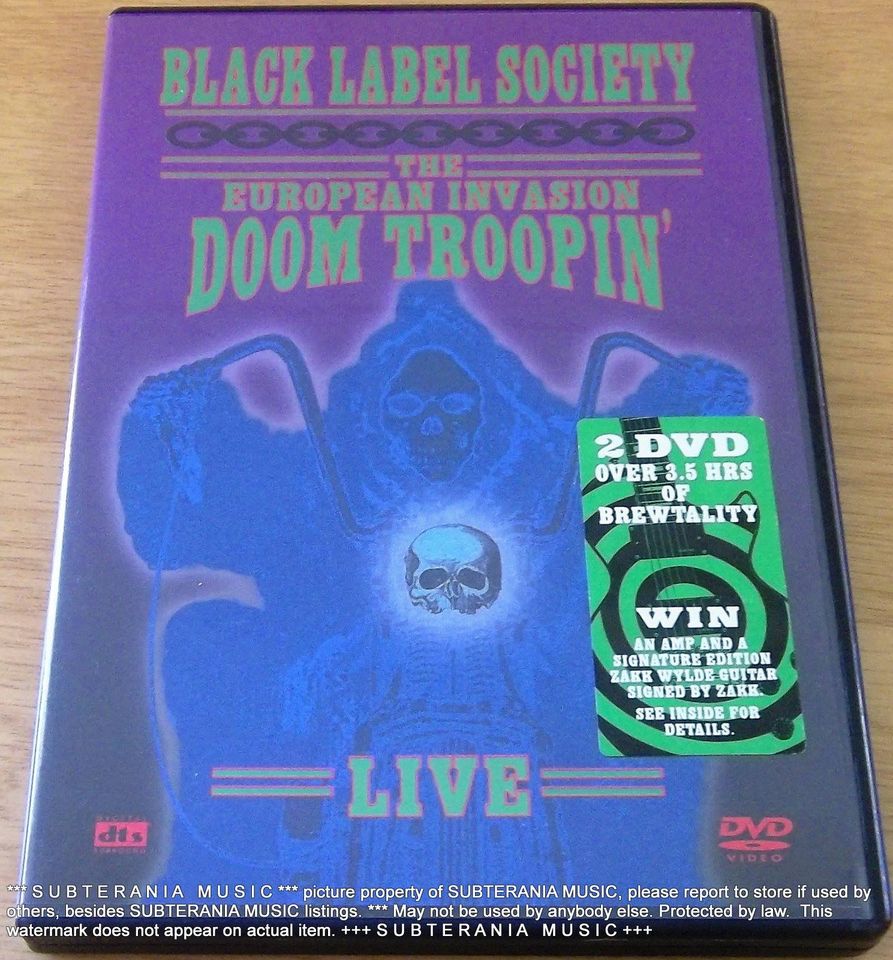 BLACK LABEL SOCIETY
THE
EUROPEAN INVASION
DOOM TROOPIN'
2 DVD
OVER 3.5 HRS
OF
BREWTALITY
WIN
AN AMP AND A
SIGNATURE EDITION
ZAKK WYLDE GUITAR
SIGNED BY ZAKK.
SEE INSIDE FOR
DETAILS.
LIVE
DIGITAL
dts
SURROUND
DVD
VIDEO
*** S U B T E R A N I A   M U S I C *** picture property of SUBTERANIA MUSIC, please report to store if used by
others, besides SUBTERANIA MUSIC listings. *** May not be used by anybody else. Protected by law.  This
watermark does not appear on actual item. +++ S U B T E R A N I A   M U S I C +++